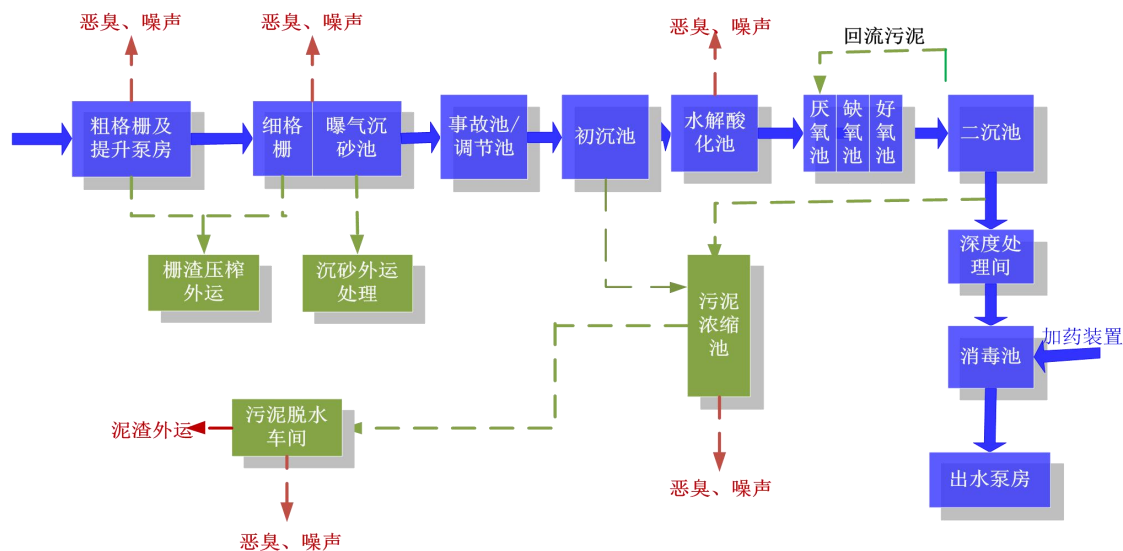 恶臭、噪声
恶臭、噪声
恶臭、噪声
回流污泥
粗格栅及
提升泵房
细格
栅
曝气沉
砂池
事故池/
调节池
初沉池
水解酸
化池
厌
氧
池
缺
氧
池
好
氧
池
二沉池
栅渣压榨
外运
沉砂外运
处理
污泥
浓缩
池
深度处
理间
加药装置
消毒池
污泥脱水
车间
泥渣外运
出水泵房
恶臭、噪声
恶臭、噪声